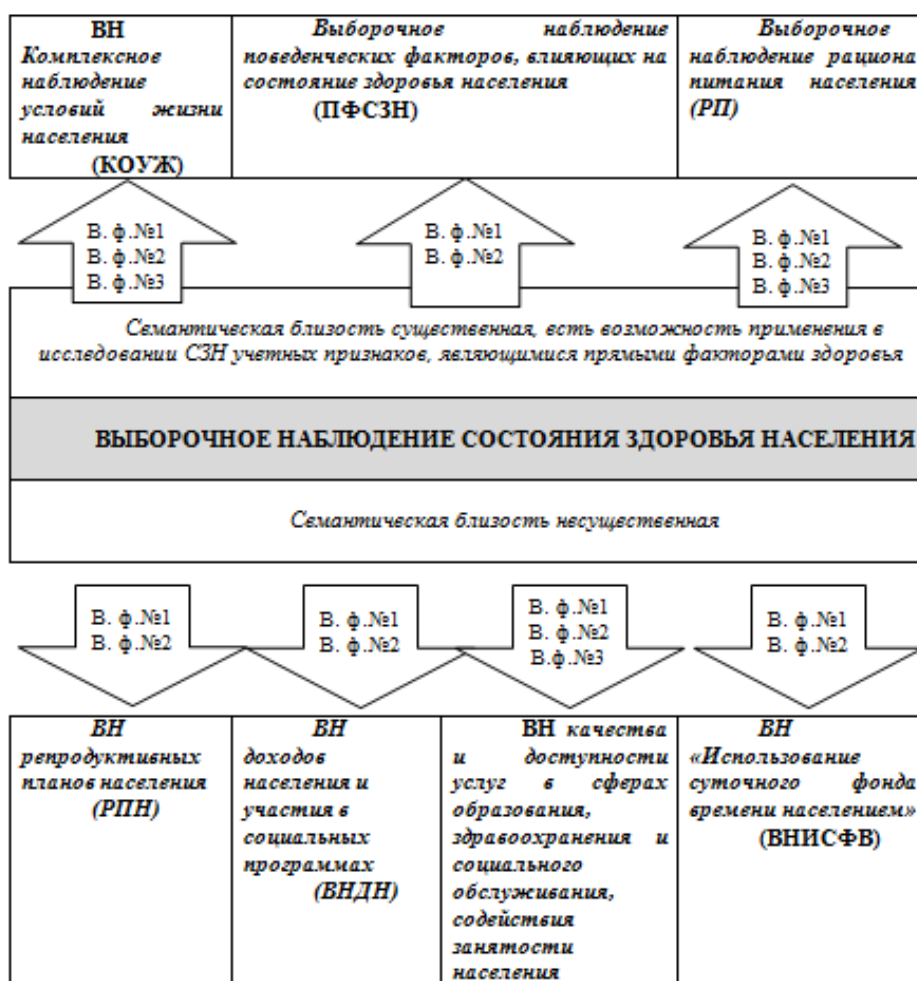 ВН
Комплексное
наблюдение
условий жизни
населения
(КОУЖ)
Выборочное наблюдение
поведенческих факторов, влияющих на
состояние здоровья населения
(ПФСЗН)
Выборочное
наблюдение рациона
питания населения
(РП)
В. ф.№1
В. ф.№2
В. ф.№3
В. ф.№1
В. ф.№2
В. ф.№1
В. ф.№2
В. ф.№3
Семантическая близость существенная, есть возможность применения в
исследовании СЗН учетных признаков, являющимися прямыми факторами здоровья
ВЫБОРОЧНОЕ НАБЛЮДЕНИЕ СОСТОЯНИЯ ЗДОРОВЬЯ НАСЕЛЕНИЯ
Семантическая близость несущественная
В. ф.№1
В. ф.№2
В. ф.№1
В. ф.№2
В. ф.№1
В. ф.№2
В.ф.№3
В. ф.№1
В. ф.№2
ВН
репродуктивных
планов населения
(РПН)
ВН
доходов
населения и
участия в
социальных
программах
(ВНДН)
ВН качества
и доступности
услуг в сферах
образования,
здравоохранения и
социального
обслуживания,
содействия
занятости
населения
ВН
«Использование
суточного фонда
времени населением»
(ВНИСФВ)